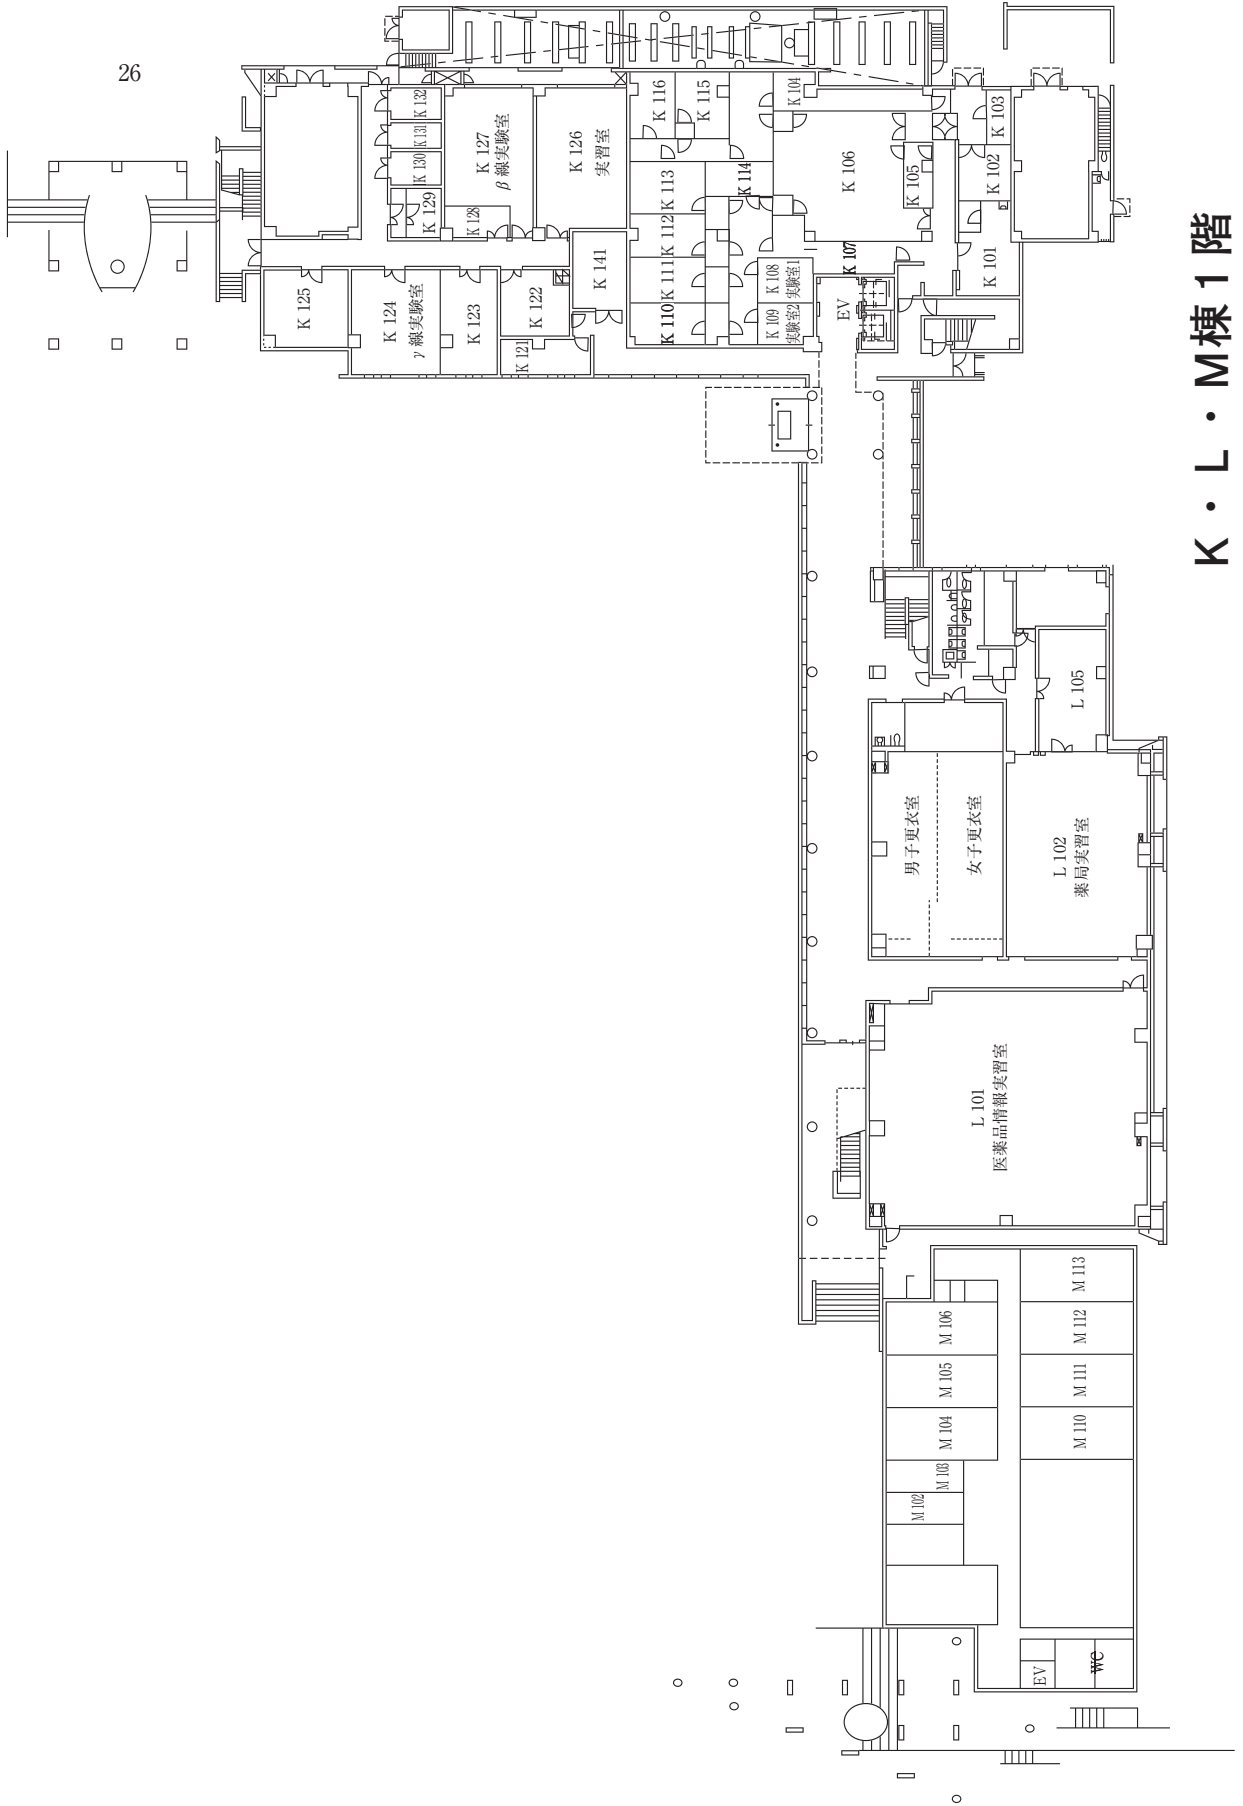 26
K・L・M棟1階
K 132
K 131
K 130
K 129
K 128
K 127
β線実験室
K 126
実習室
K 125
K 124
γ線実験室
K 123
K 122
K 121
K 141
K 116
K 115
K 104
K 113
K 114
K 112
K 111
K 110
K 109
実験室2
K 108
実験室1
K 107
K 106
K 105
K 103
K 102
K 101
EV
L 105
男子更衣室
女子更衣室
L 102
薬局実習室
L 101
医薬品情報実習室
M 113
M 112
M 111
M 110
M 106
M 105
M 104
M 103
M 102
EV
WC